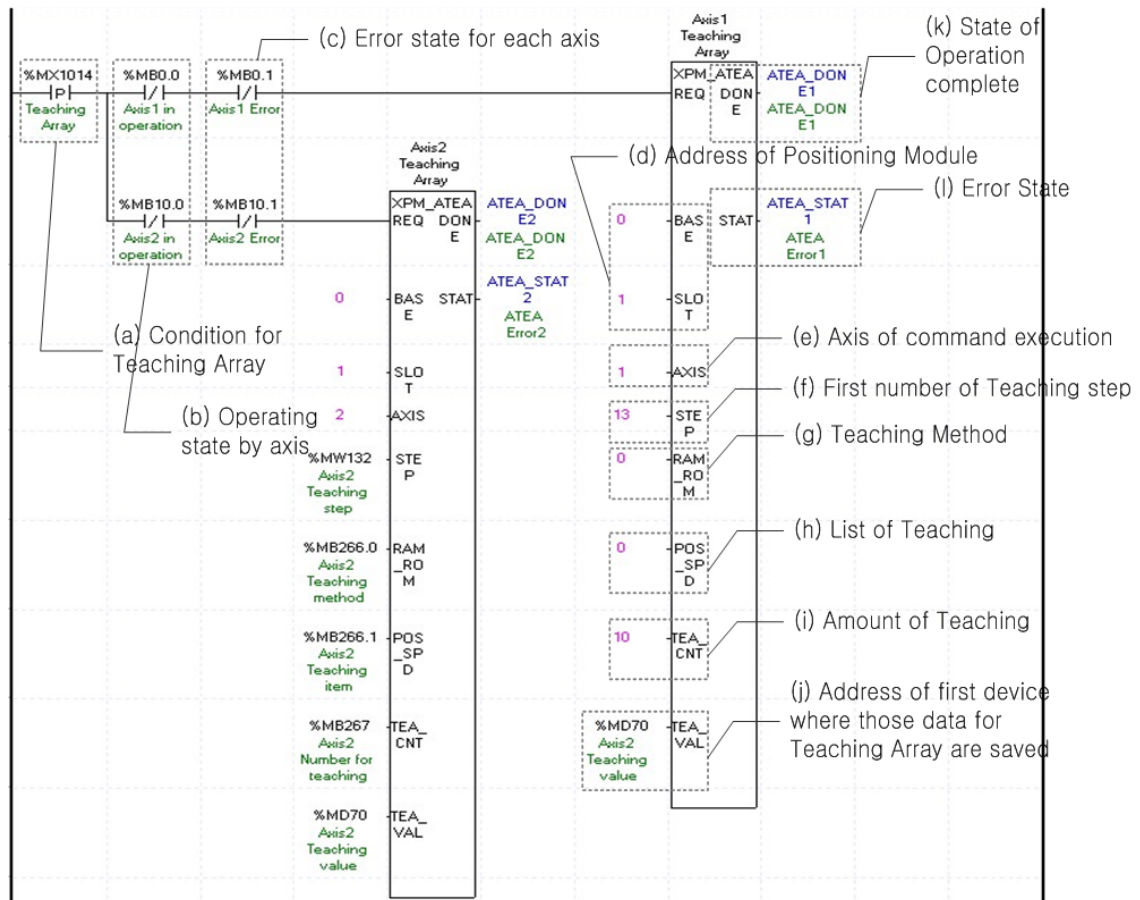 (c) Error state for each axis
Axis1
Teaching
Array
(k) State of
Operation
complete
%MX1014
P
Teaching
Array
%MB0.0
Axis1 in
operation
%MB0.1
Axis1 Error
XPM_ATEA
REQ DON
E
ATEA_DON
E1
ATEA_DON
E1
(d) Address of Positioning Module
(l) Error State
Axis2
Teaching
Array
%MB10.0
Axis2 in
operation
%MB10.1
Axis2 Error
XPM_ATEA
REQ DON
E
ATEA_DON
E2
ATEA_DON
E2
0
BAS
E
STAT
ATEA_STAT
1
ATEA
Error1
0
BAS
E
STAT
ATEA_STAT
2
ATEA
Error2
1
SLO
T
(a) Condition for
Teaching Array
(e) Axis of command execution
1
SLO
T
1
AXIS
(f) First number of Teaching step
(b) Operating
state by axis
2
AXIS
13
STE
P
(g) Teaching Method
%MW132
Axis2
Teaching
step
STE
P
0
RAM
_RO
M
(h) List of Teaching
%MB266.0
Axis2
Teaching
method
RAM
_RO
M
0
POS
_SP
D
(i) Amount of Teaching
%MB266.1
Axis2
Teaching
item
POS
_SP
D
10
TEA_
CNT
(j) Address of first device
where those data for
Teaching Array are saved
%MB267
Axis2
Number for
teaching
TEA_
CNT
%MD70
Axis2
Teaching
value
TEA_
VAL
%MD70
Axis2
Teaching
value
TEA_
VAL